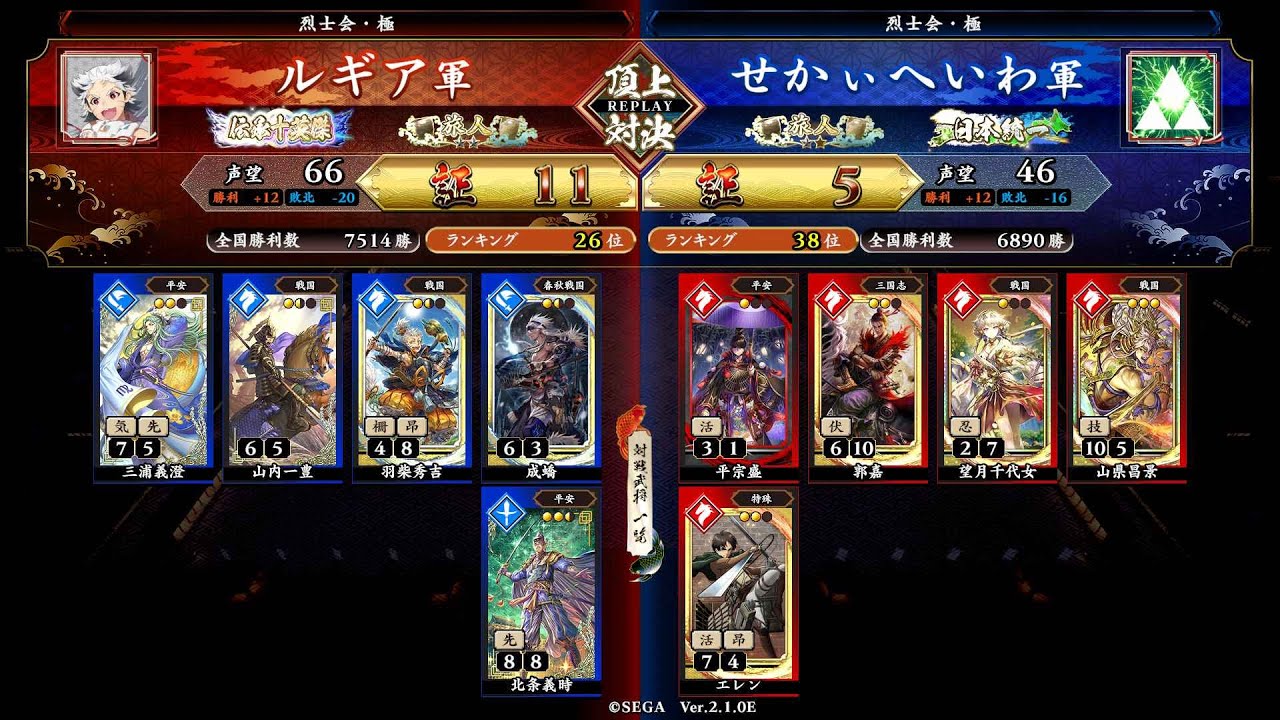 烈士会・極
烈士会・極
ルギア軍
頂上
REPLAY
対決
せかぃへいわ軍
旅人
旅人
日本統一
声望 66
勝利 +12 敗北 -20
証 11
証 5
声望 46
勝利 +12 敗北 -16
全国勝利数 7514勝
ランキング 26位
ランキング 38位
全国勝利数 6890勝
平安
気 先
7 5
三浦義澄
戦国
6 5
山内一豊
戦国
柵 昂
4 8
羽柴秀吉
春秋戦国
6 3
成蟜
平安
活
3 1
平宗盛
三国志
伏
6 10
郭嘉
戦国
忍
2 7
望月千代女
戦国
技
10 5
山県昌景
対戦武将一覧
平安
先
8 8
北条義時
特殊
活 昂
7 4
エレン
©SEGA Ver.2.1.0E